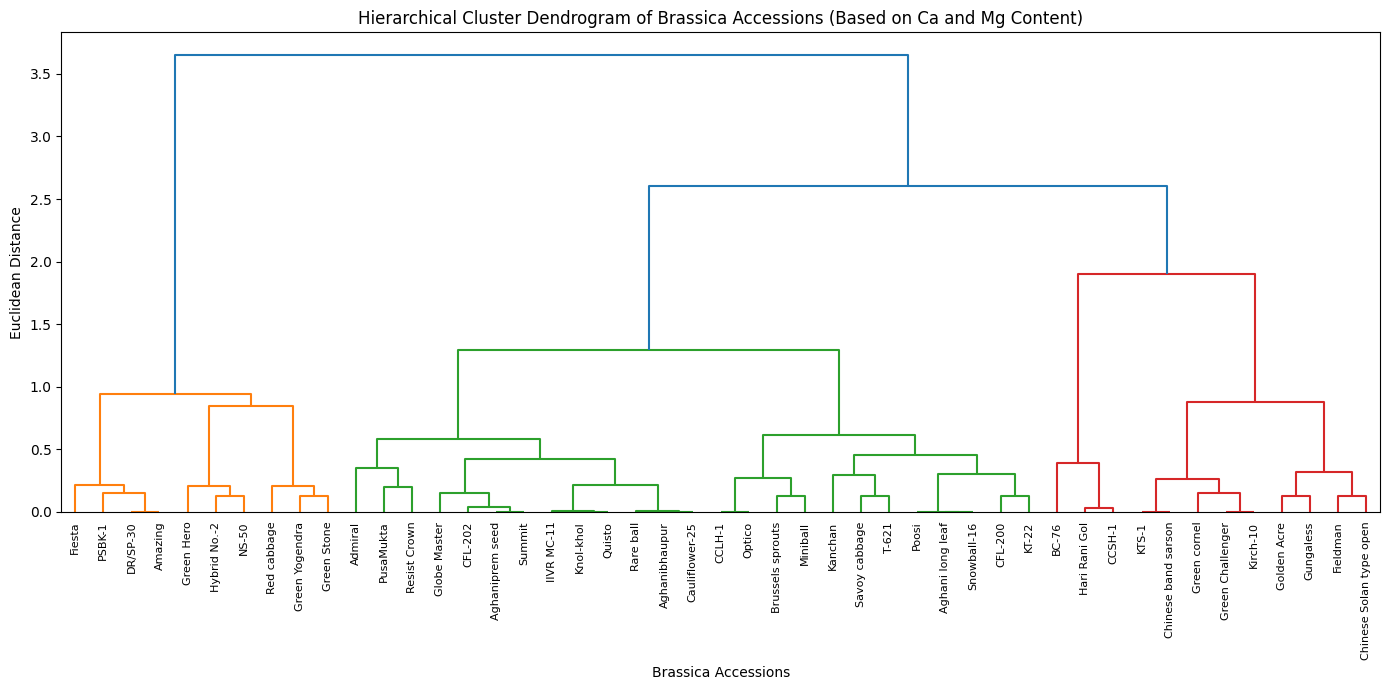 Hierarchical Cluster Dendrogram of Brassica Accessions (Based on Ca and Mg Content)
Euclidean Distance
3.5
3.0
2.5
2.0
1.5
1.0
0.5
0.0
Fiesta
PSBK-1
DR/SP-30
Amazing
Green Hero
Hybrid No.-2
NS-50
Red cabbage
Green Yogendra
Green Stone
Admiral
PusaMukta
Resist Crown
Globe Master
CFL-202
Aghaniprem seed
Summit
IIVR MC-11
Knol-khol
Quisto
Rare ball
Aghanibhaupur
Cauliflower-25
CCLH-1
Optico
Brussels sprouts
Miniball
Kanchan
Savoy cabbage
T-621
Poosi
Aghani long leaf
Snowball-16
CFL-200
KT-22
BC-76
Hari Rani Gol
CCSH-1
KTS-1
Chinese band sarson
Green cornel
Green Challenger
Kirch-10
Golden Acre
Gungaless
Fieldman
Chinese Solan type open
Brassica Accessions